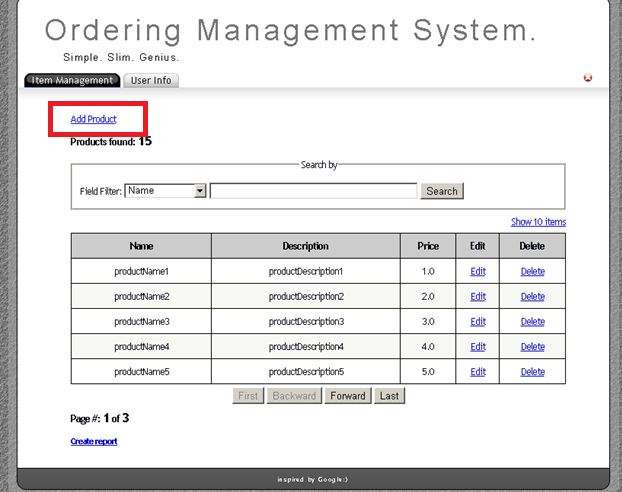 Ordering Management System.
Simple. Slim. Genius.
Item Management User Info
Add Product
Products found: 15
Search by
Field Filter: Name Search
Show 10 items
Name Description Price Edit Delete
productName1 productDescription1 1.0 Edit Delete
productName2 productDescription2 2.0 Edit Delete
productName3 productDescription3 3.0 Edit Delete
productName4 productDescription4 4.0 Edit Delete
productName5 productDescription5 5.0 Edit Delete
First Backward Forward Last
Page #: 1 of 3
Create report
inspired by Google:)